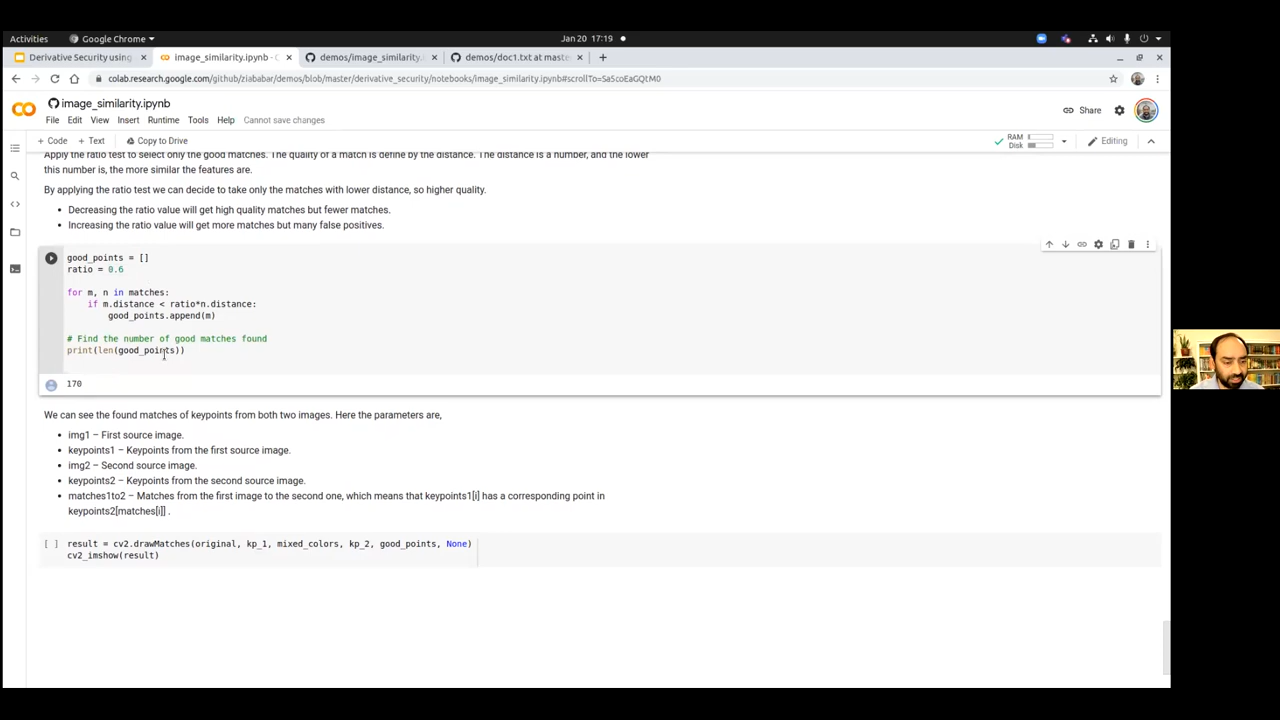 Activities
Google Chrome
Jan 20 17:19
Derivative Security using
image_similarity.ipynb - C
demos/image_similarity.
demos/doc1.txt at maste
colab.research.google.com/github/ziababar/demos/blob/master/derivative_security/notebooks/image_similarity.ipynb#scrollTo=Sa5coEaGQtM0
image_similarity.ipynb
Share
File Edit View Insert Runtime Tools Help Cannot save changes
+ Code + Text Copy to Drive
RAM
Disk
Editing
Apply the ratio test to select only the good matches. The quality of a match is define by the distance. The distance is a number, and the lower
this number is, the more similar the features are.
By applying the ratio test we can decide to take only the matches with lower distance, so higher quality.
• Decreasing the ratio value will get high quality matches but fewer matches.
• Increasing the ratio value will get more matches but many false positives.
good_points = []
ratio = 0.6
for m, n in matches:
if m.distance < ratio*n.distance:
good_points.append(m)
# Find the number of good matches found
print(len(good_points))
170
We can see the found matches of keypoints from both two images. Here the parameters are,
• img1 – First source image.
• keypoints1 – Keypoints from the first source image.
• img2 – Second source image.
• keypoints2 – Keypoints from the second source image.
• matches1to2 – Matches from the first image to the second one, which means that keypoints1[i] has a corresponding point in
keypoints2[matches[i]] .
[ ] result = cv2.drawMatches(original, kp_1, mixed_colors, kp_2, good_points, None)
cv2_imshow(result)